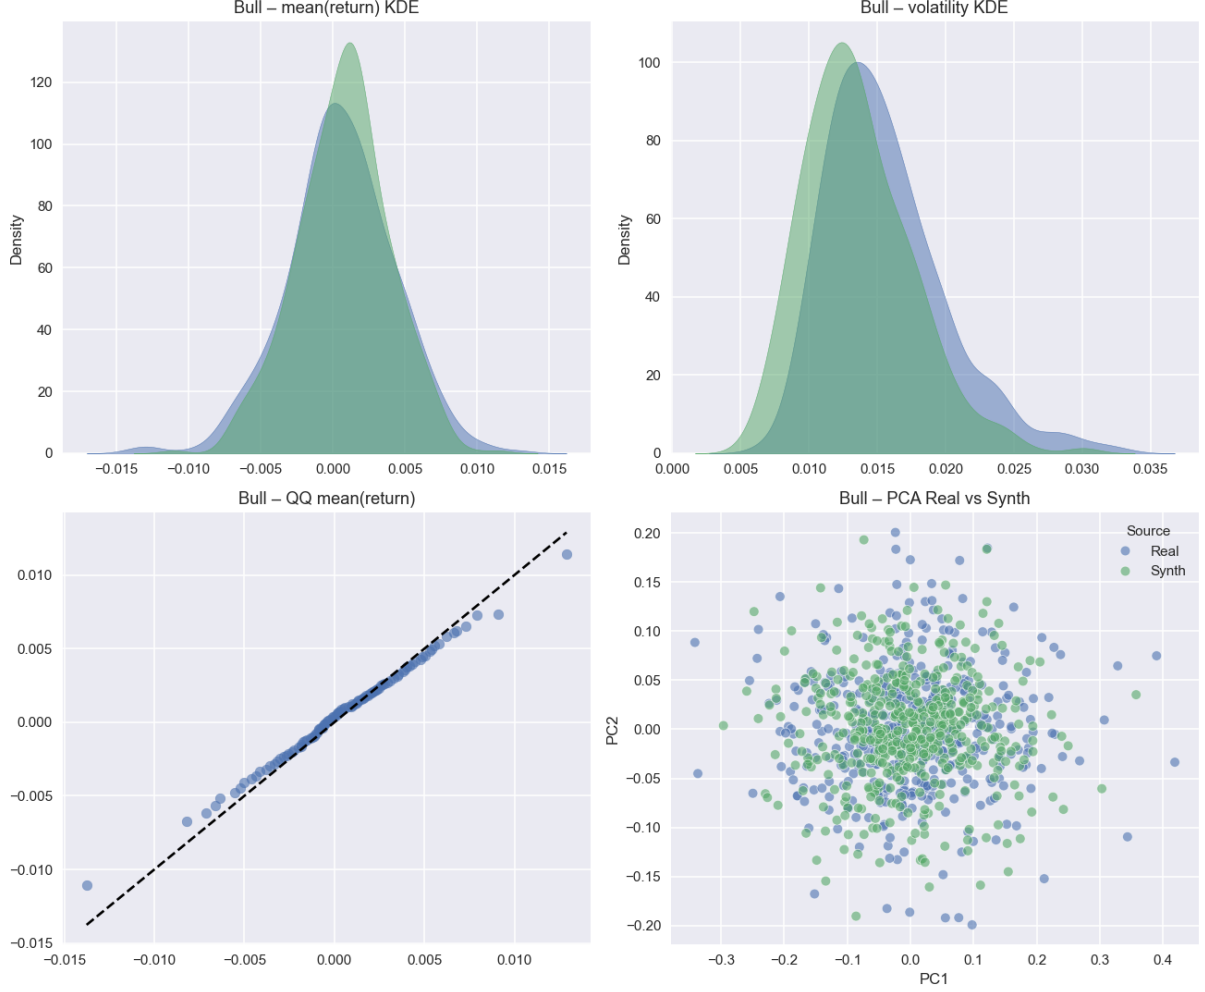 Bull – mean(return) KDE
Density
120
100
80
60
40
20
0
−0.015 −0.010 −0.005 0.000 0.005 0.010 0.015
Bull – volatility KDE
Density
100
80
60
40
20
0
0.000 0.005 0.010 0.015 0.020 0.025 0.030 0.035
Bull – QQ mean(return)
0.010
0.005
0.000
−0.005
−0.010
−0.015
−0.015 −0.010 −0.005 0.000 0.005 0.010
Bull – PCA Real vs Synth
Source
Real
Synth
PC2
0.20
0.15
0.10
0.05
0.00
−0.05
−0.10
−0.15
−0.20
−0.3 −0.2 −0.1 0.0 0.1 0.2 0.3 0.4
PC1